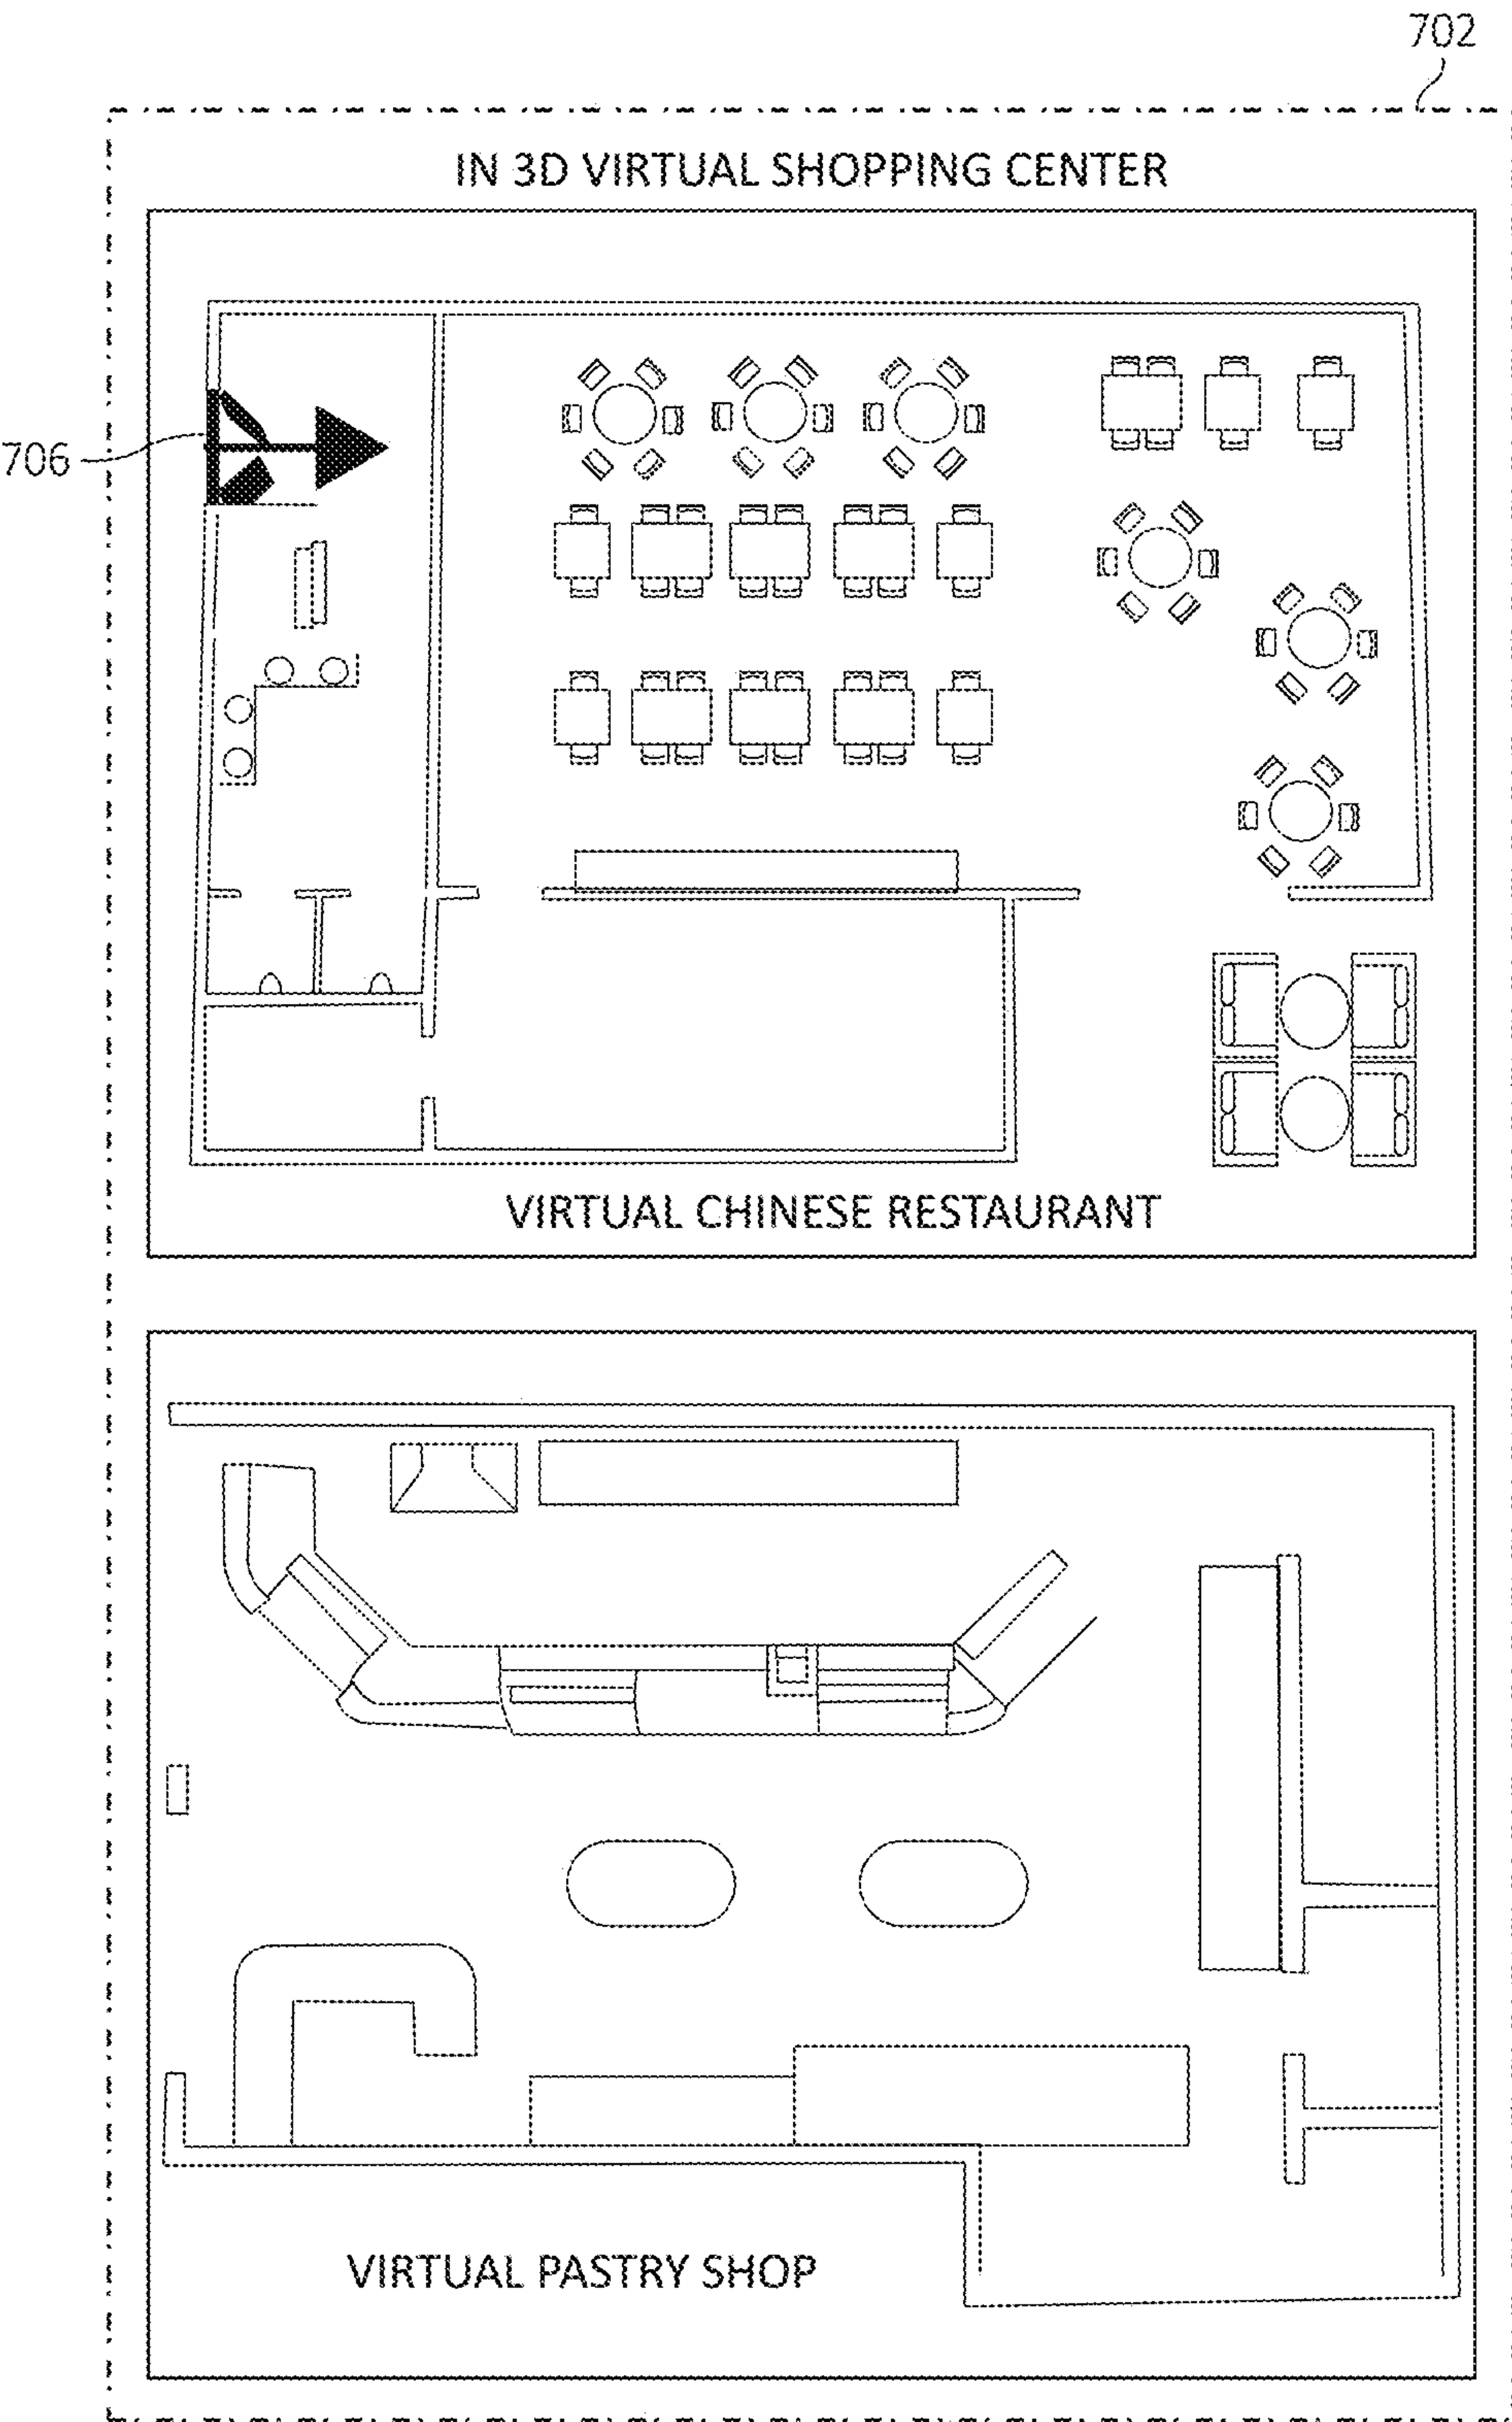 702
IN 3D VIRTUAL SHOPPING CENTER
706
VIRTUAL CHINESE RESTAURANT
VIRTUAL PASTRY SHOP